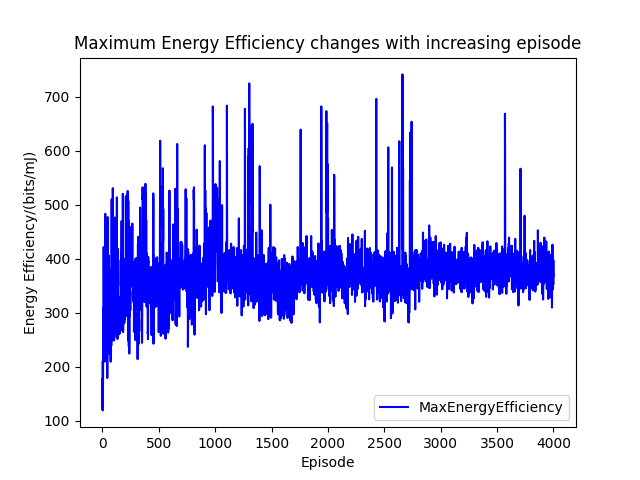 Maximum Energy Efficiency changes with increasing episode
Energy Efficiency/(bits/mJ)
700
600
500
400
300
200
100
MaxEnergyEfficiency
0 500 1000 1500 2000 2500 3000 3500 4000
Episode